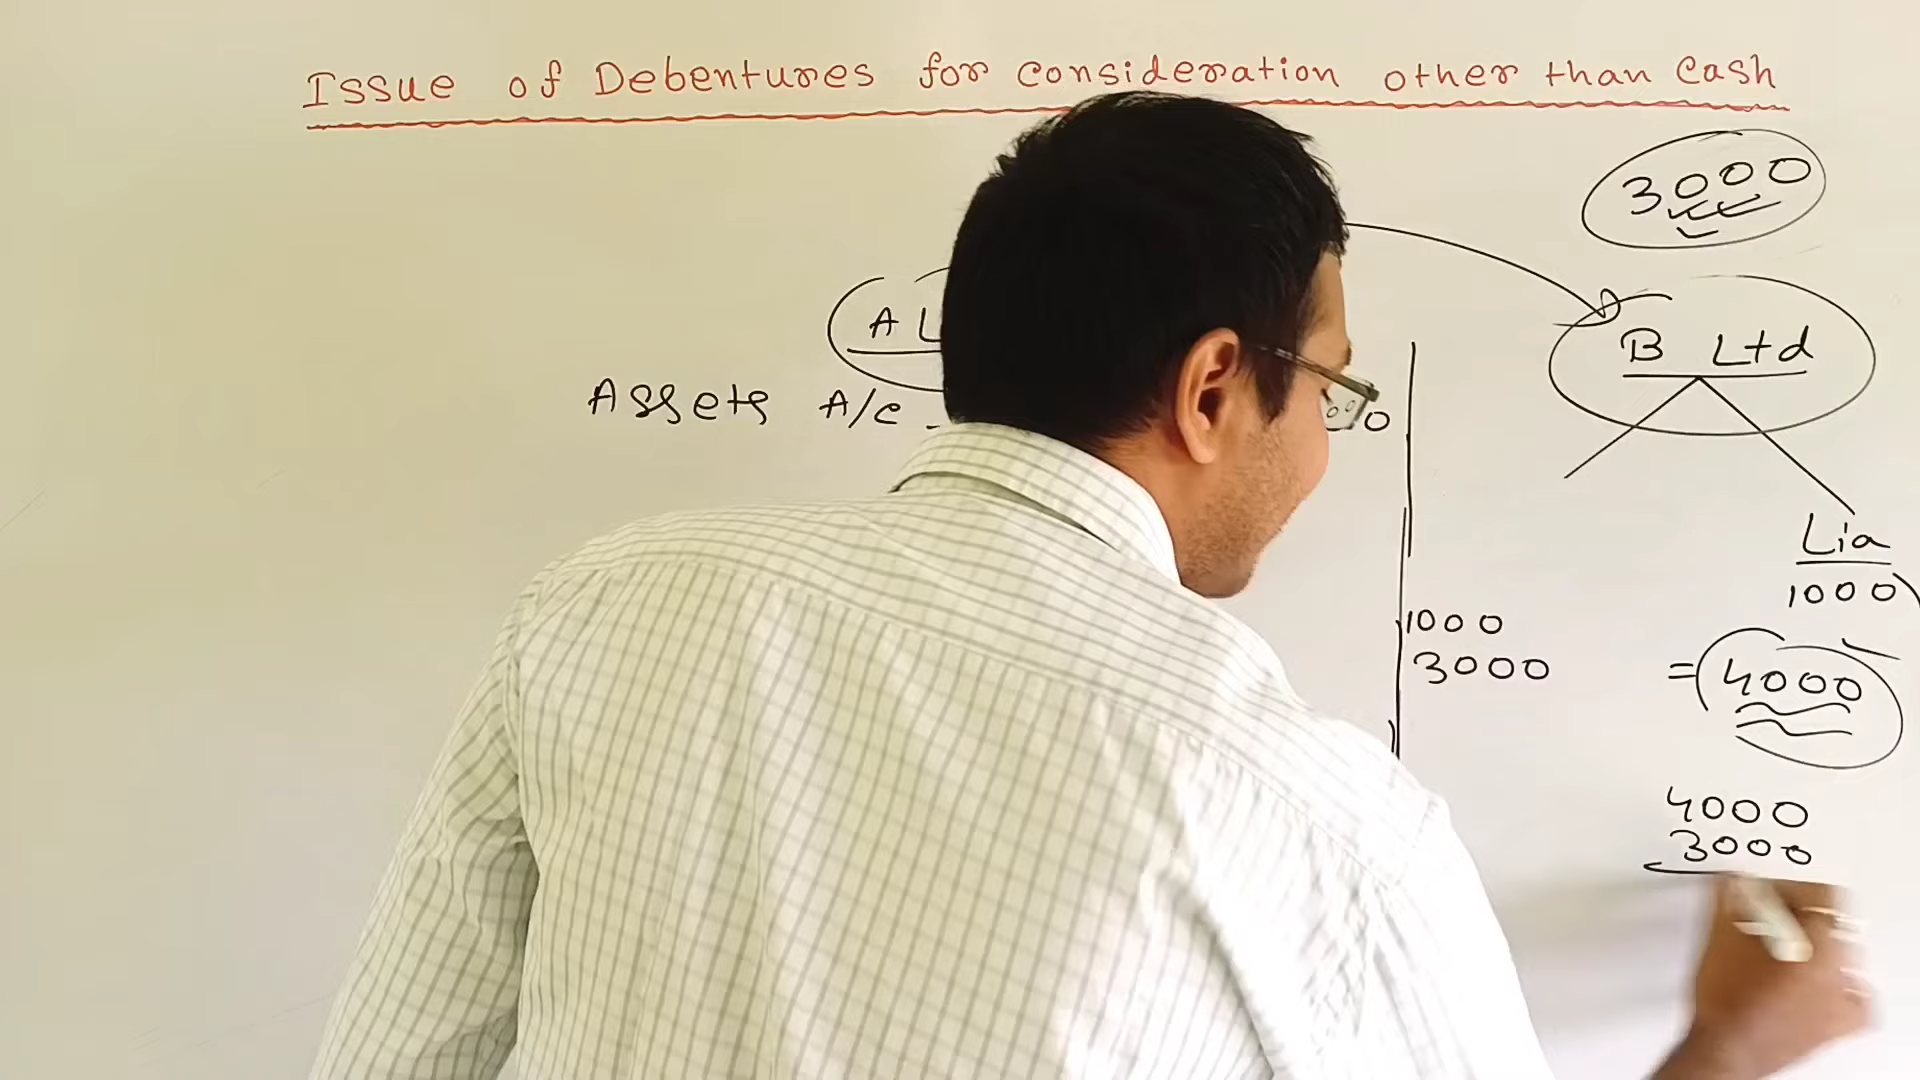 Issue of Debentures for consideration other than Cash
3000
A
B Ltd
Assets A/c
Lia
1000
1000
3000
= 4000
4000
3000